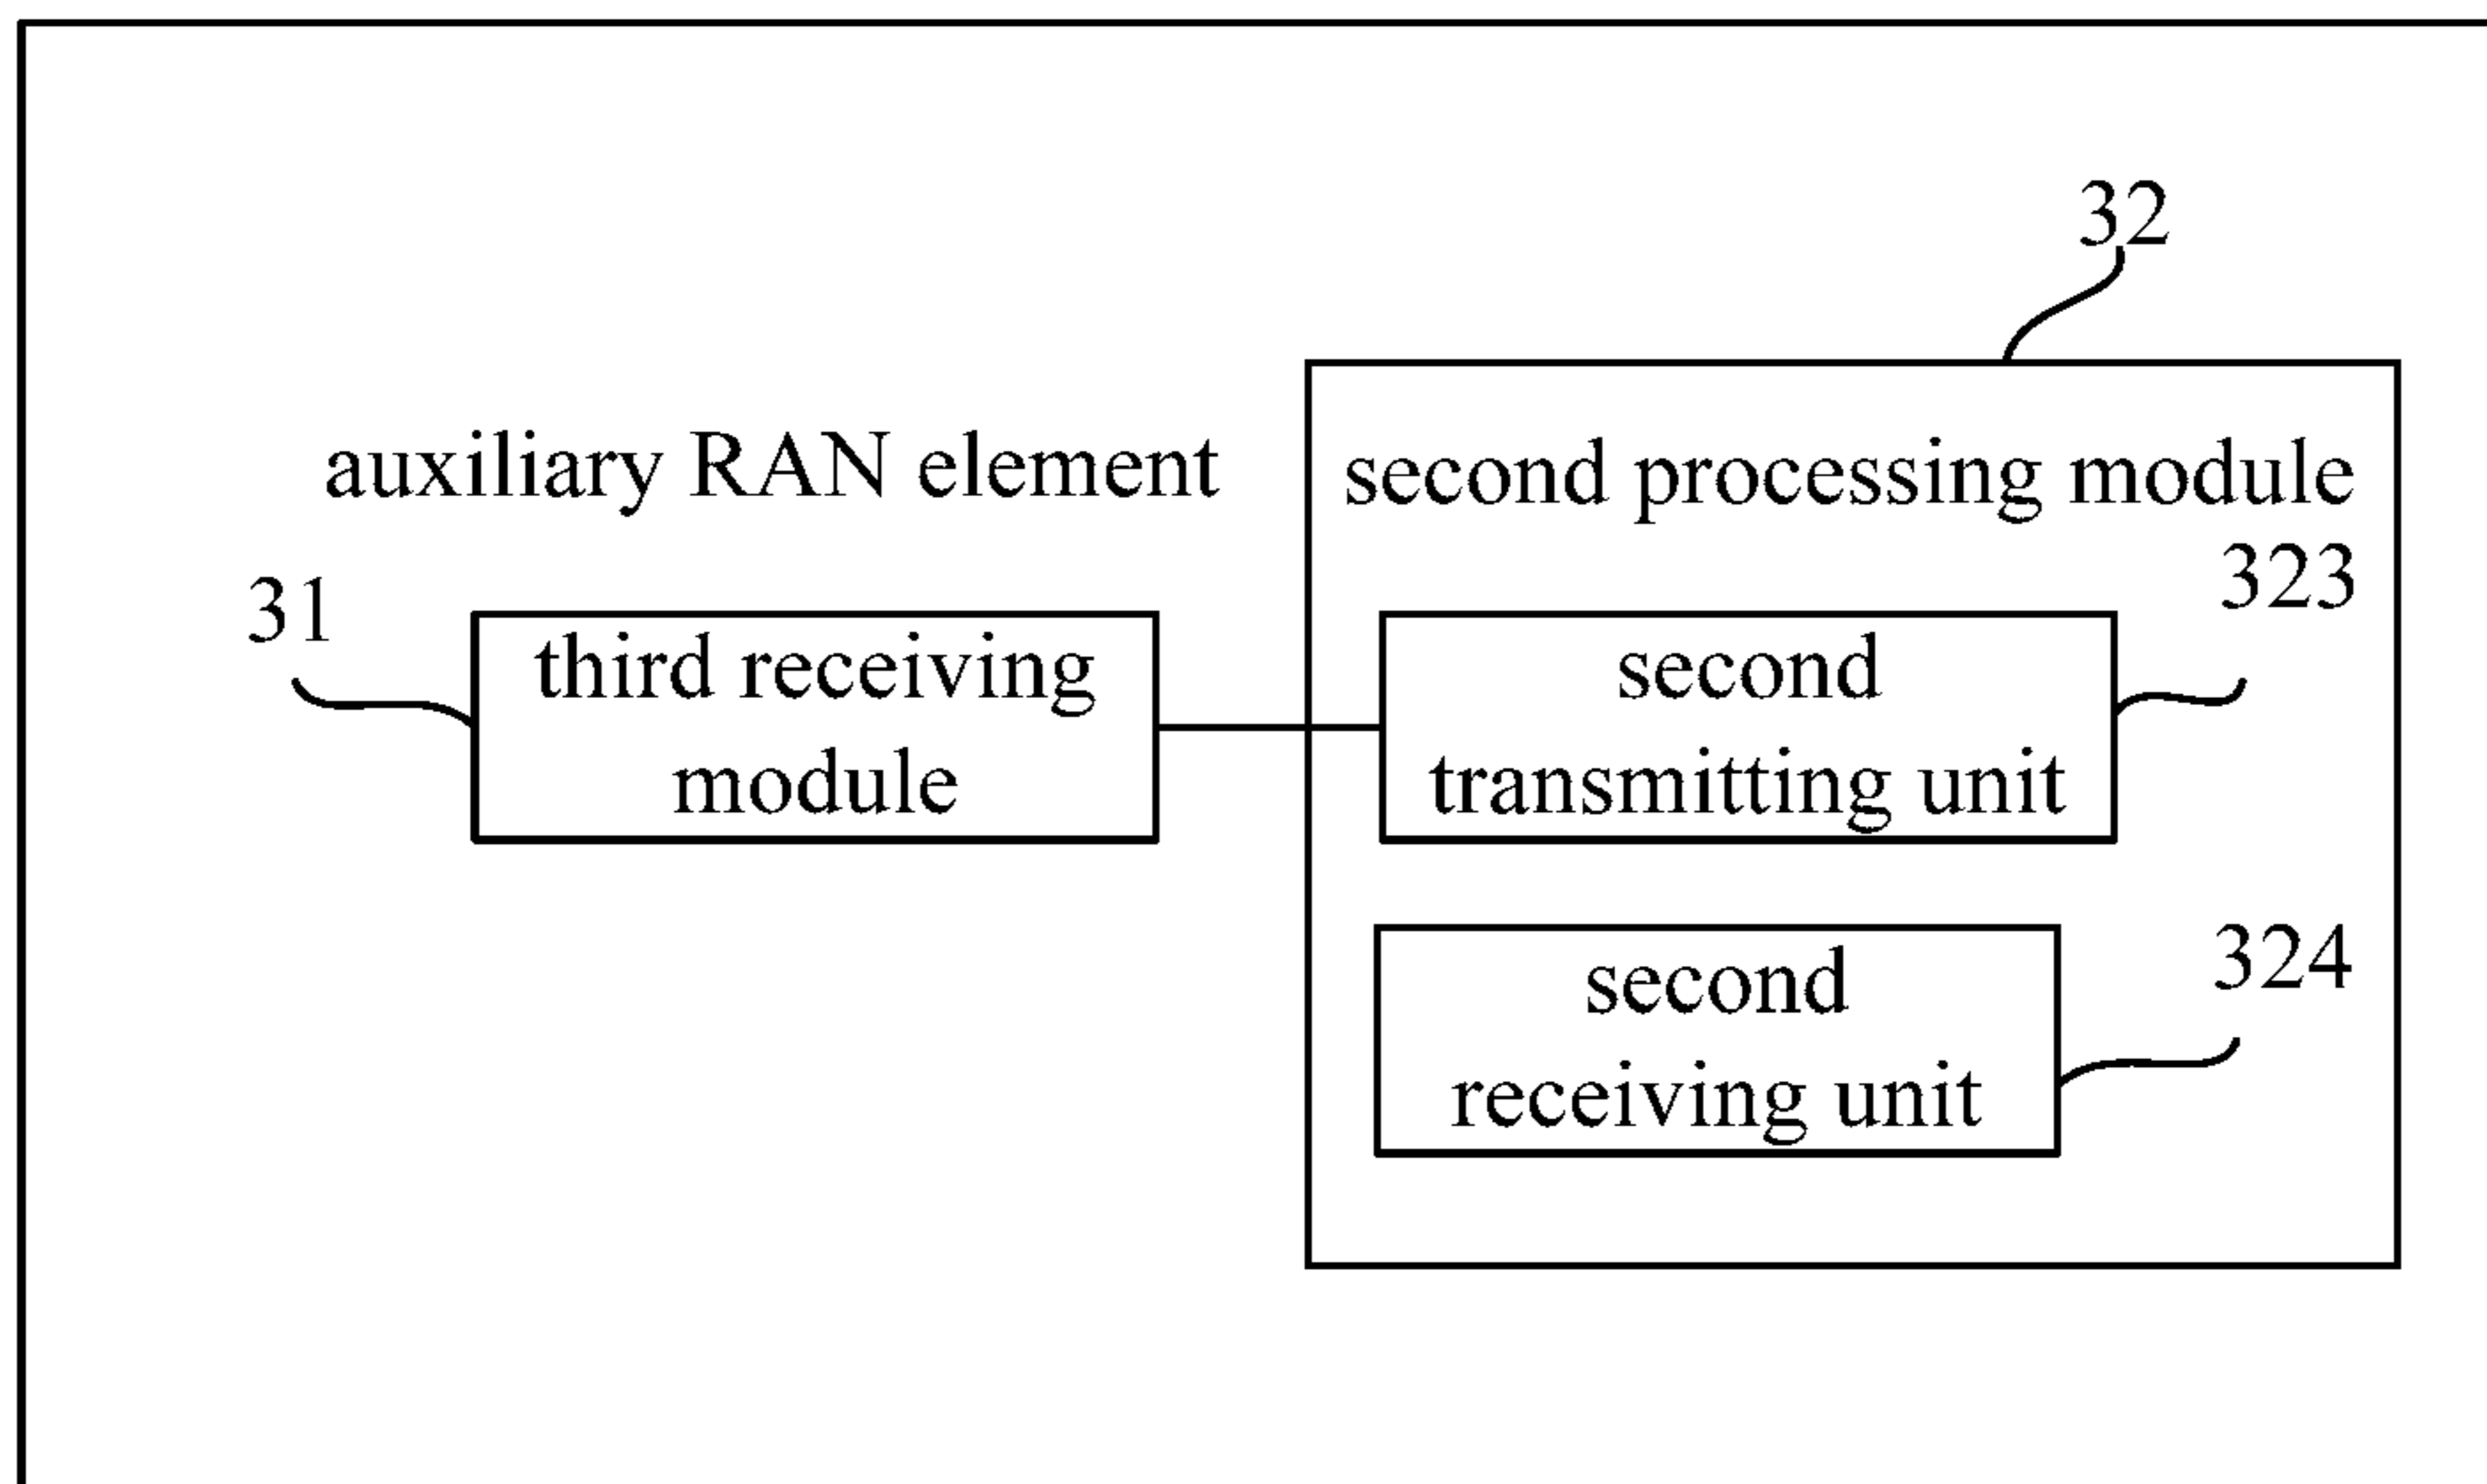 32
auxiliary RAN element
second processing module
31
323
third receiving
module
second
transmitting unit
324
second
receiving unit